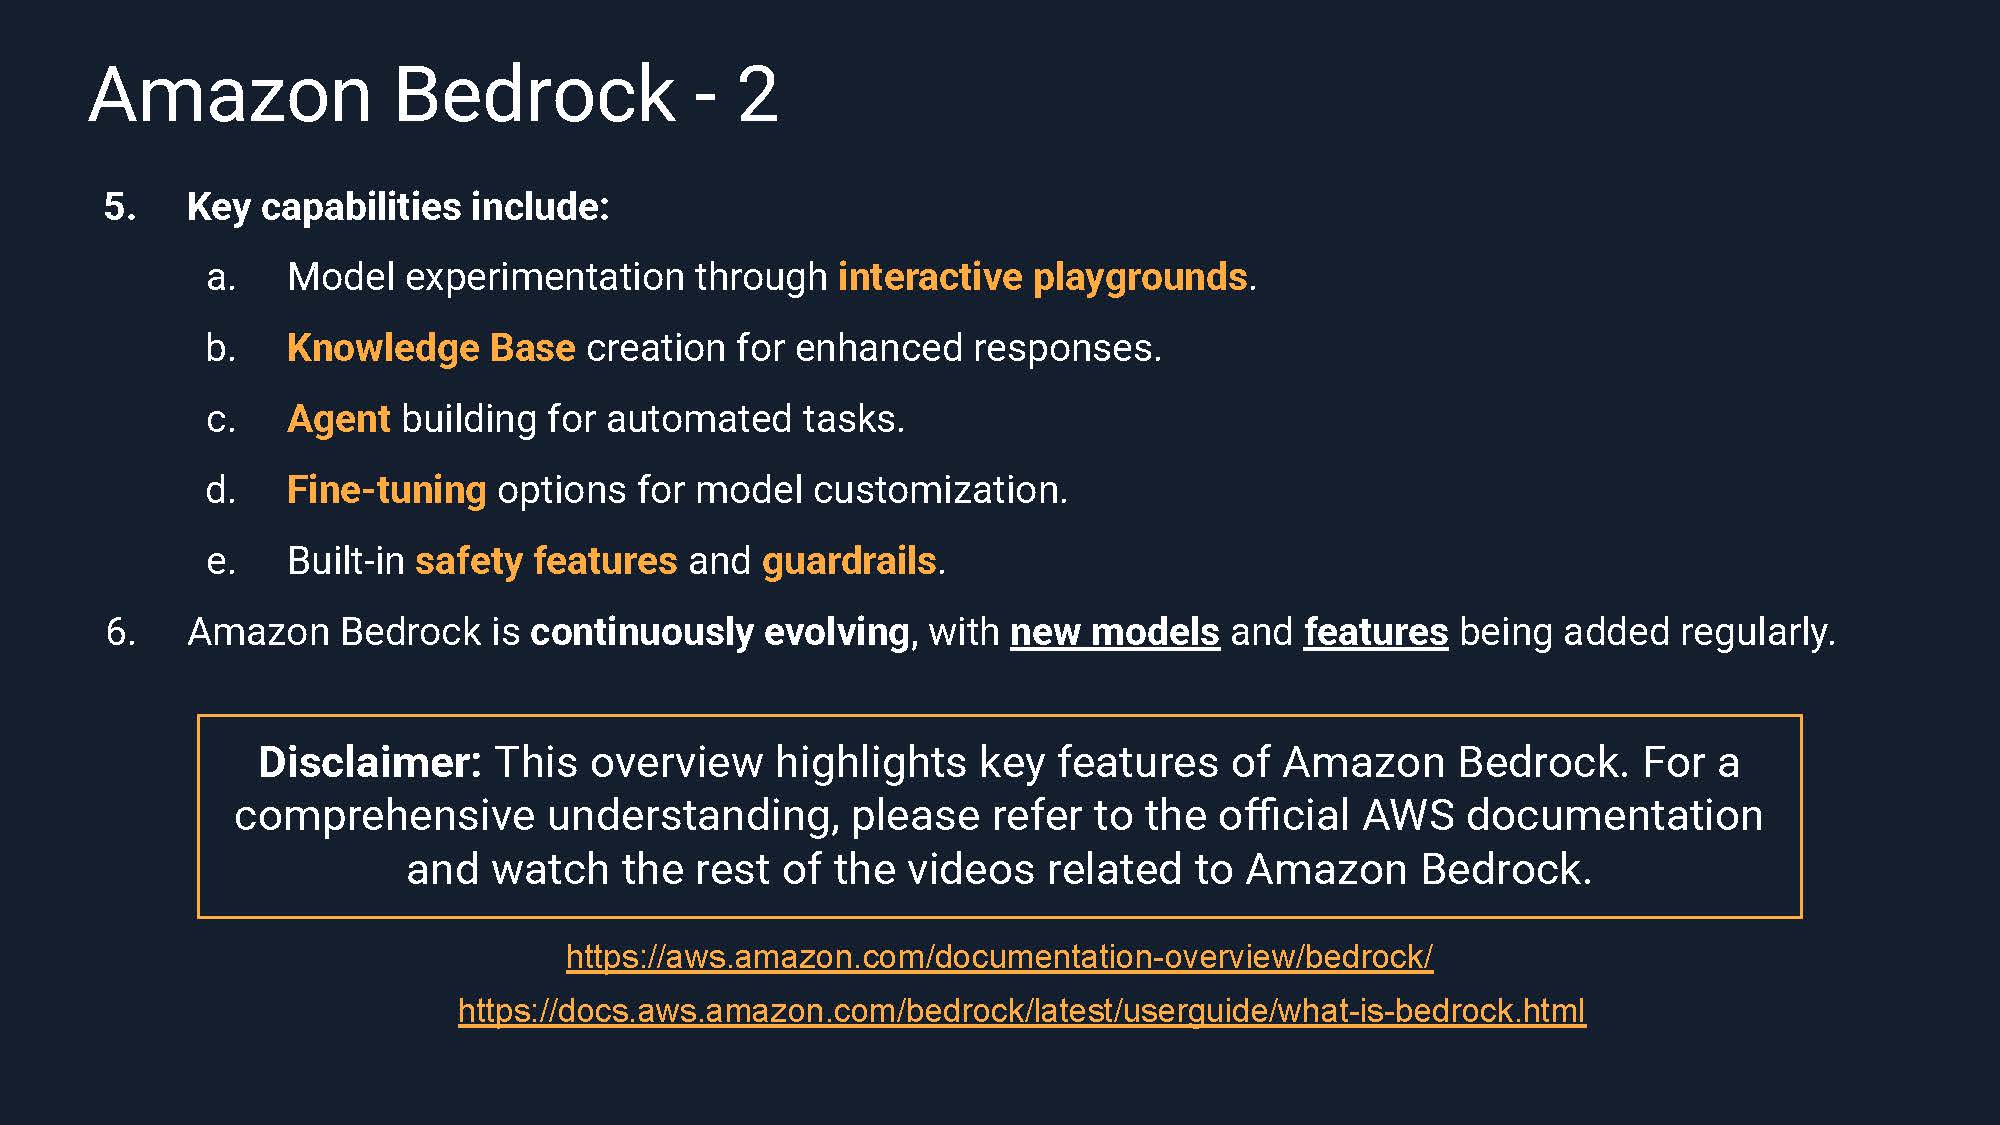 Amazon Bedrock - 2
5. Key capabilities include:
a. Model experimentation through interactive playgrounds.
b. Knowledge Base creation for enhanced responses.
c. Agent building for automated tasks.
d. Fine-tuning options for model customization.
e. Built-in safety features and guardrails.
6. Amazon Bedrock is continuously evolving, with new models and features being added regularly.
Disclaimer: This overview highlights key features of Amazon Bedrock. For a
comprehensive understanding, please refer to the official AWS documentation
and watch the rest of the videos related to Amazon Bedrock.
https://aws.amazon.com/documentation-overview/bedrock/
https://docs.aws.amazon.com/bedrock/latest/userguide/what-is-bedrock.html